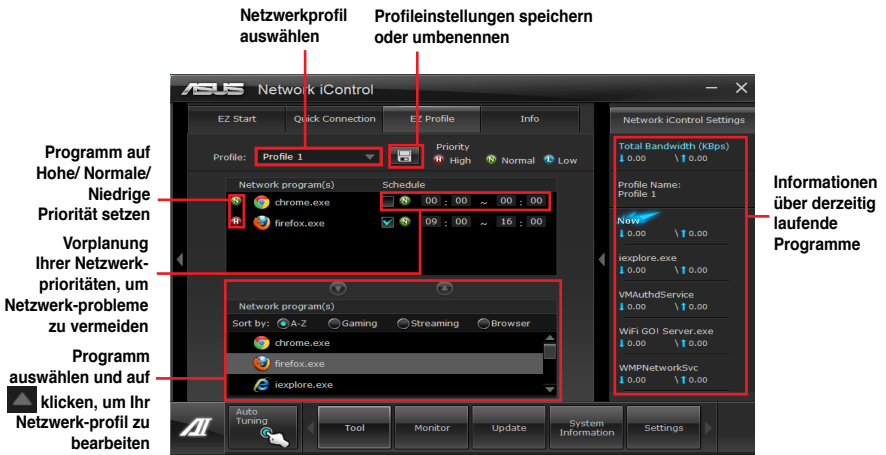 Netzwerkprofil
auswählen
Profileinstellungen speichern
oder umbenennen
ASUS Network iControl
EZ Start Quick Connection EZ Profile Info
Network iControl Settings
Profile: Profile 1
Priority
H High N Normal L Low
Network program(s) Schedule
N chrome.exe N 00 : 00 ~ 00 : 00
H firefox.exe N 09 : 00 ~ 16 : 00
Programm auf
Hohe/ Normale/
Niedrige
Priorität setzen
Vorplanung
Ihrer Netzwerk-
prioritäten, um
Netzwerk-probleme
zu vermeiden
Programm
auswählen und auf
klicken, um Ihr
Netzwerk-profil zu
bearbeiten
Network program(s)
Sort by: A-Z Gaming Streaming Browser
chrome.exe
firefox.exe
iexplore.exe
Total Bandwidth (KBps)
0.00 \ 0.00
Profile Name:
Profile 1
Now
0.00 \ 0.00
iexplore.exe
0.00 \ 0.00
VMAuthdService
0.00 \ 0.00
WiFi GO! Server.exe
0.00 \ 0.00
WMPNetworkSvc
0.00 \ 0.00
Informationen
über derzeitig
laufende
Programme
Auto
Tuning
Tool
Monitor
Update
System
Information
Settings